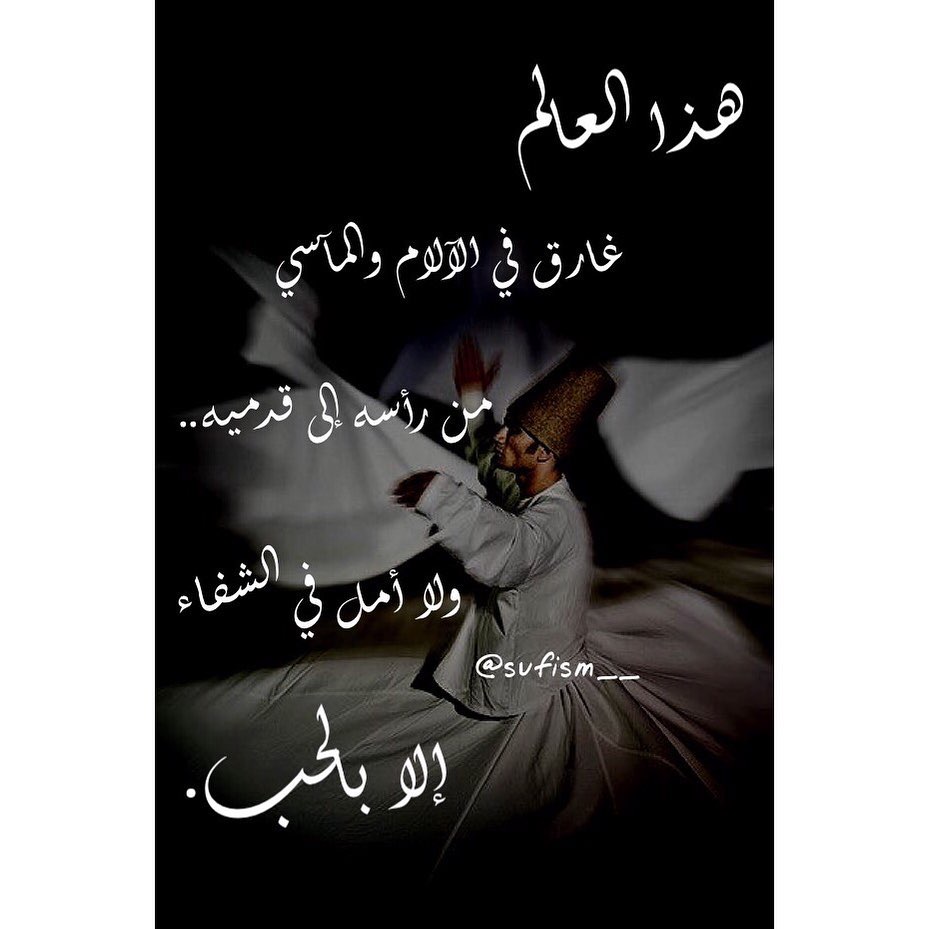 هذا العالم
غارق في الآلام والمآسي
من رأسه إلى قدميه..
ولا أمل في الشفاء
@sufism__
إلا بالحب.